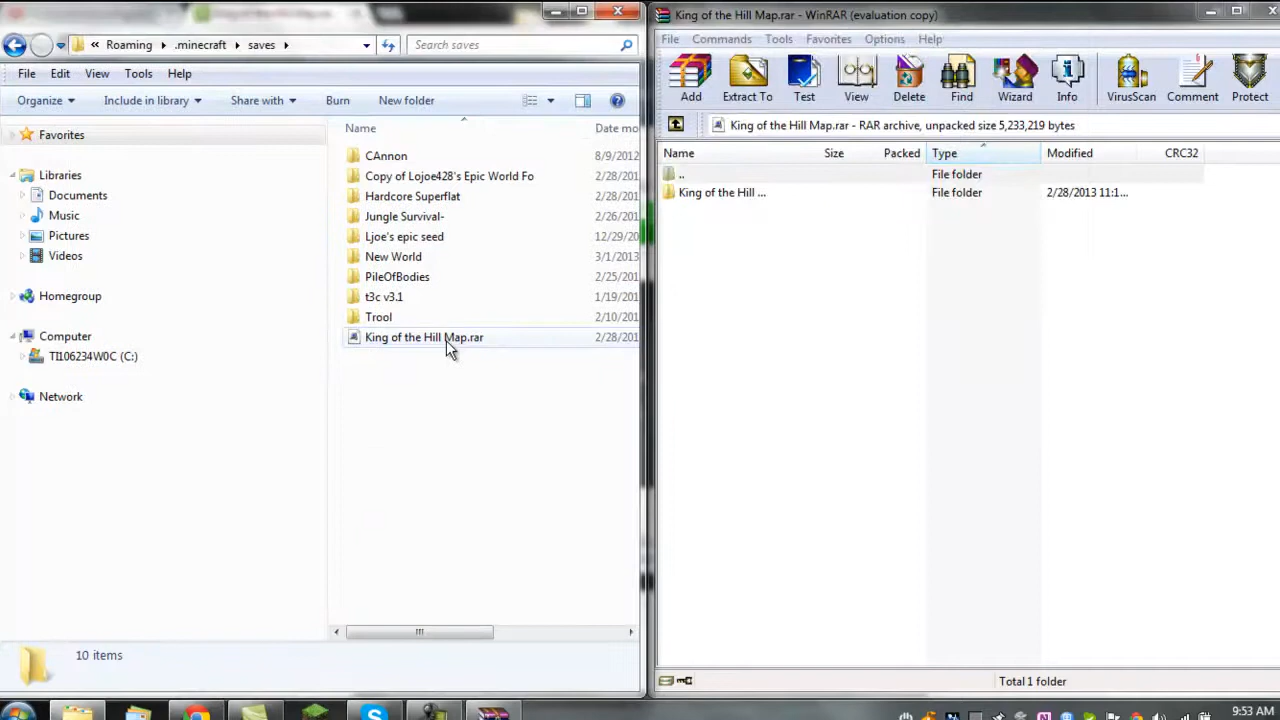 Roaming .minecraft saves
Search saves
File Edit View Tools Help
Organize Include in library Share with Burn New folder
Favorites
Libraries
Documents
Music
Pictures
Videos
Homegroup
Computer
TI106234W0C (C:)
Network
Name Date mo
CAnnon 8/9/2012
Copy of Lojoe428's Epic World Fo 2/28/201
Hardcore Superflat 2/28/201
Jungle Survival- 2/26/201
Ljoe's epic seed 12/29/20
New World 3/1/2013
PileOfBodies 2/25/201
t3c v3.1 1/19/201
Trool 2/10/201
King of the Hill Map.rar 2/28/201
10 items
King of the Hill Map.rar - WinRAR (evaluation copy)
File Commands Tools Favorites Options Help
Add Extract To Test View Delete Find Wizard Info VirusScan Comment Protect
King of the Hill Map.rar - RAR archive, unpacked size 5,233,219 bytes
Name Size Packed Type Modified CRC32
.. File folder
King of the Hill ... File folder 2/28/2013 11:1...
Total 1 folder
9:53 AM